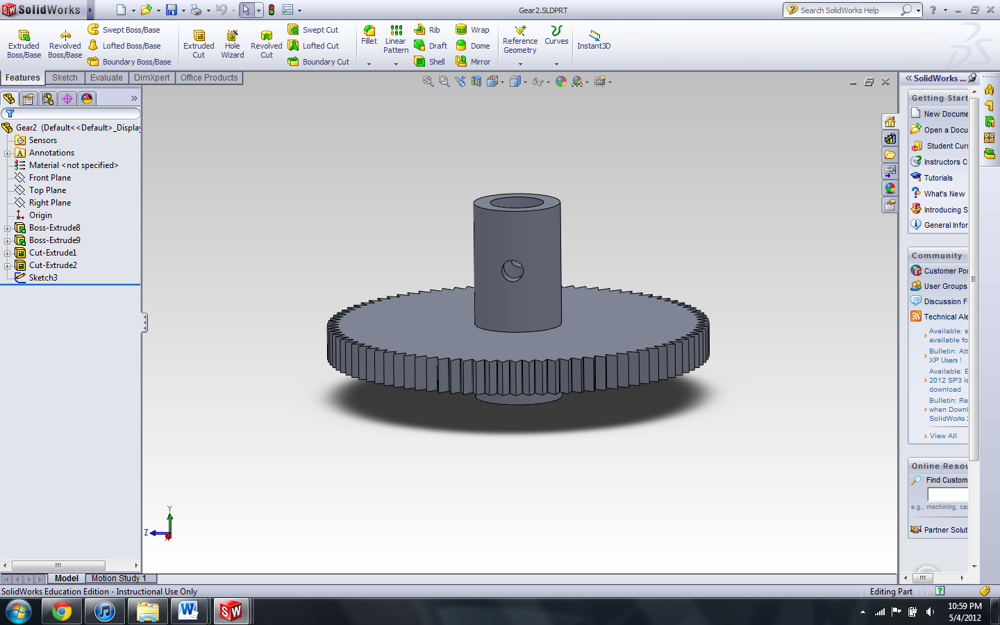 SolidWorks
Gear2.SLDPRT
Search SolidWorks Help
Extruded Boss/Base
Revolved Boss/Base
Swept Boss/Base
Lofted Boss/Base
Boundary Boss/Base
Extruded Cut
Hole Wizard
Revolved Cut
Swept Cut
Lofted Cut
Boundary Cut
Fillet
Linear Pattern
Rib
Draft
Shell
Wrap
Dome
Mirror
Reference Geometry
Curves
Instant3D
Features
Sketch
Evaluate
DimXpert
Office Products
Gear2 (Default<<Default>_Display
Sensors
Annotations
Material <not specified>
Front Plane
Top Plane
Right Plane
Origin
Boss-Extrude8
Boss-Extrude9
Cut-Extrude1
Cut-Extrude2
Sketch3
Y
Z
SolidWorks ...
Getting Start
New Docume
Open a Docu
Student Curr
Instructors C
Tutorials
What's New
Introducing S
General Infor
Community
Customer Por
User Groups
Discussion F
Technical Ale
Available: e
available fo
Bulletin: Att
XP Users !
Available: E
2012 SP3 is
download
Bulletin: Re
when Downl
SolidWorks
View All
Online Resou
Find Custom
e.g., machining, cas
Partner Solut
Model
Motion Study 1
SolidWorks Education Edition - Instructional Use Only
Editing Part
10:59 PM
5/4/2012